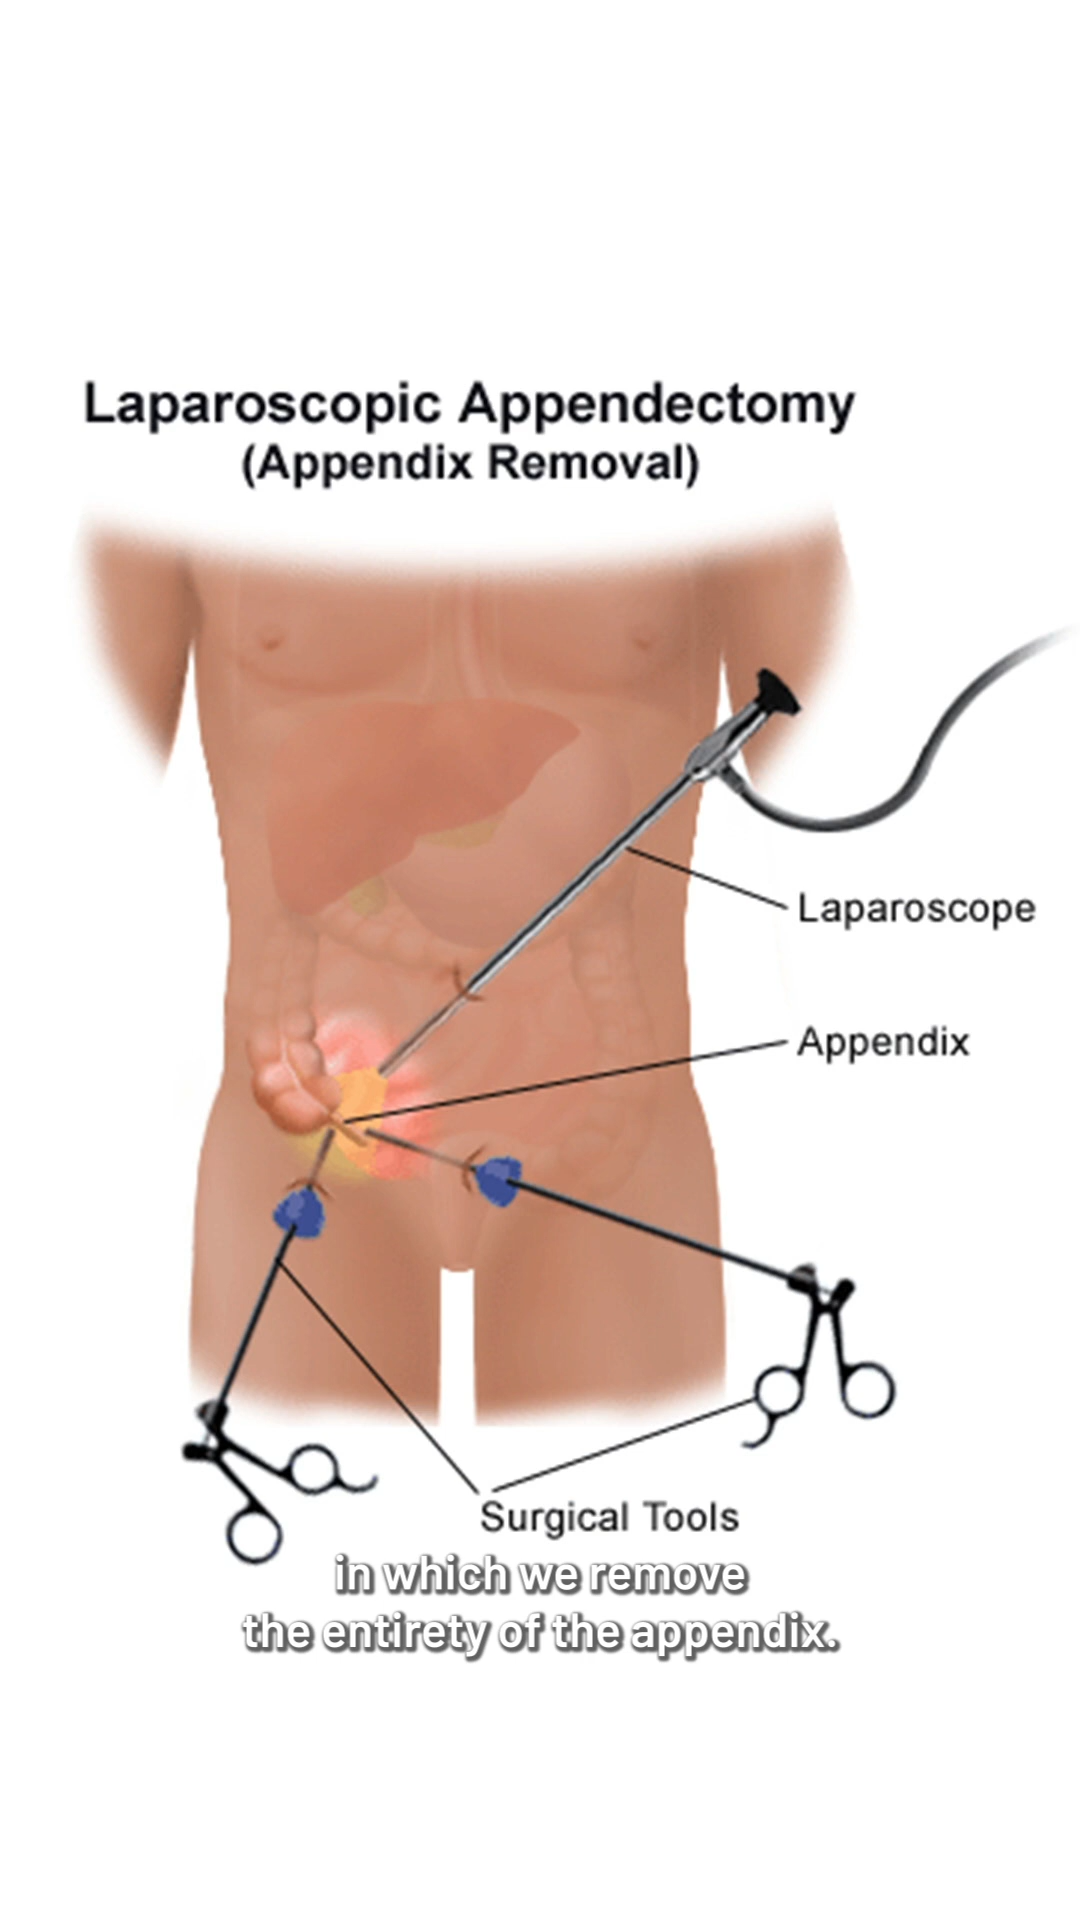 Laparoscopic Appendectomy
(Appendix Removal)
Laparoscope
Appendix
Surgical Tools
in which we remove
the entirety of the appendix.